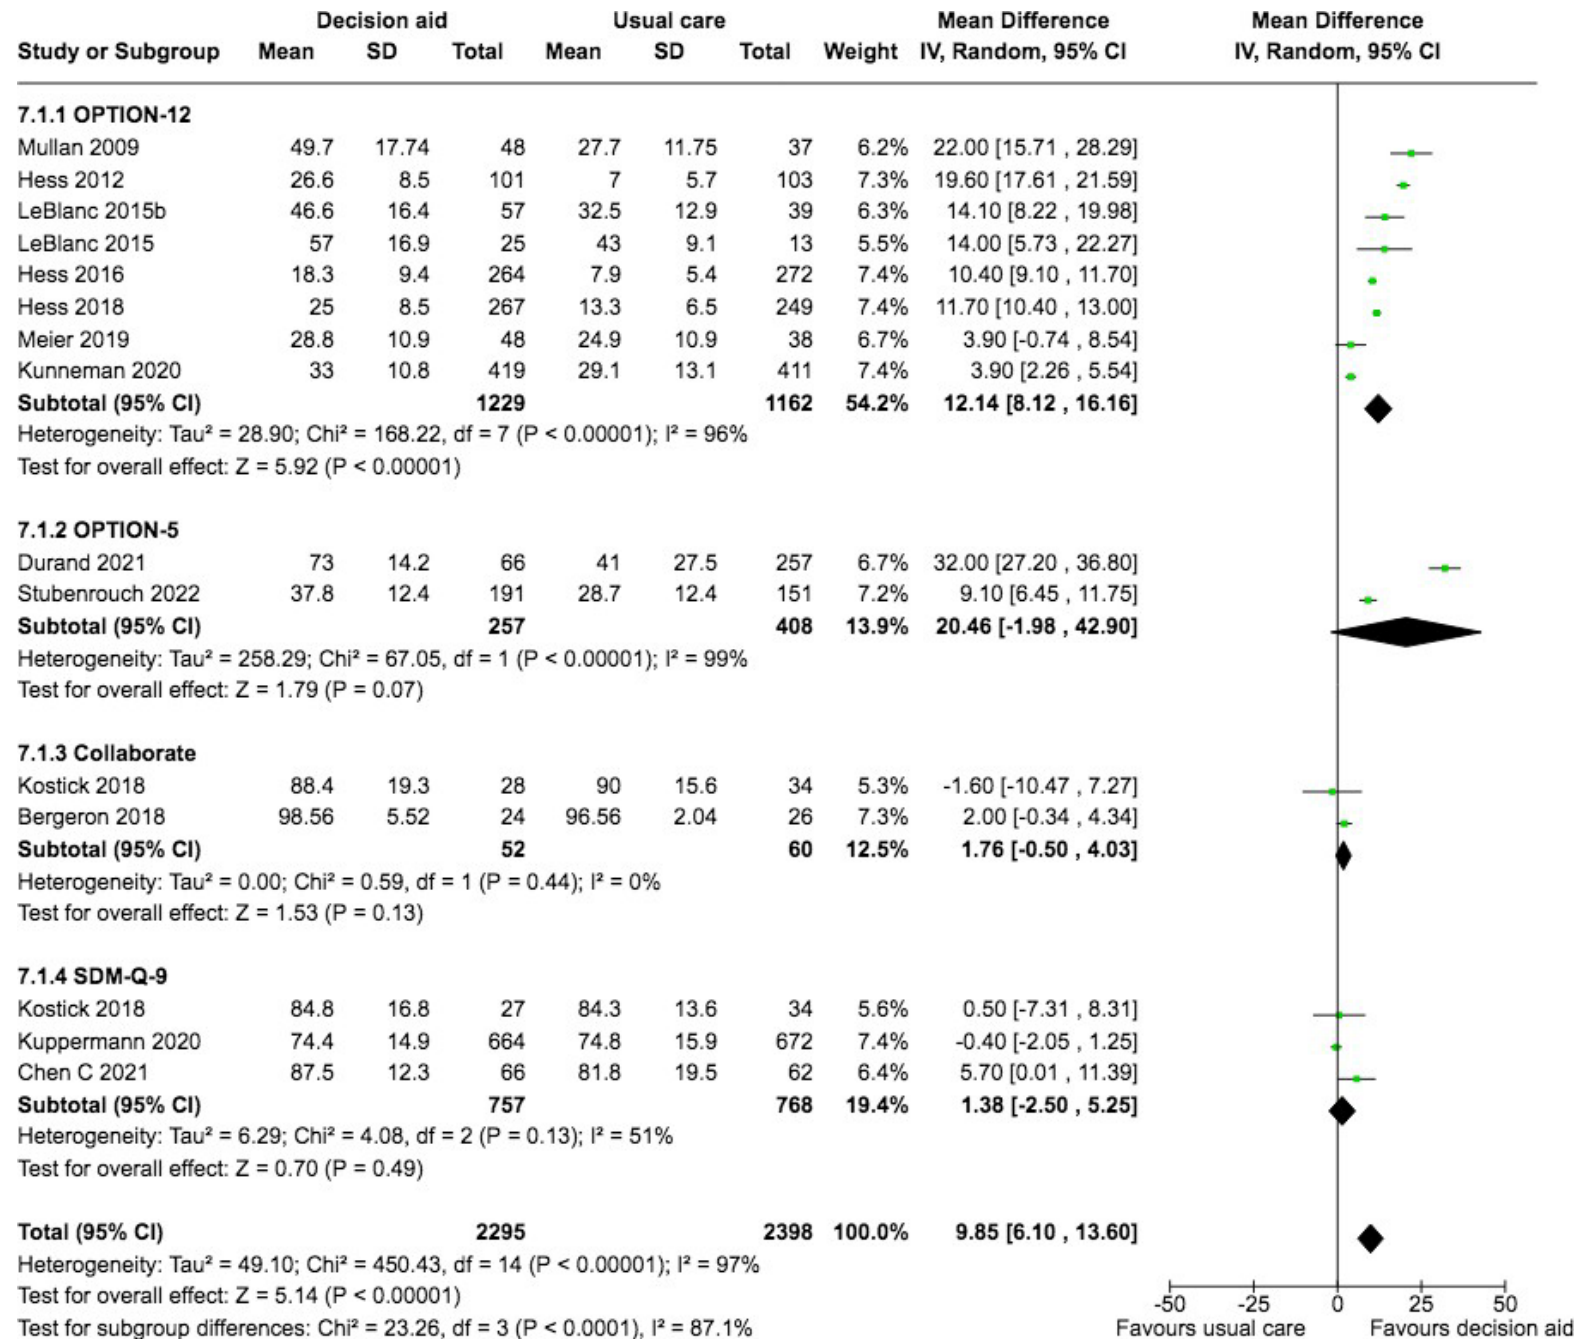 Decision aid Usual care Mean Difference Mean Difference
Study or Subgroup Mean SD Total Mean SD Total Weight IV, Random, 95% CI IV, Random, 95% CI
7.1.1 OPTION-12
Mullan 2009 49.7 17.74 48 27.7 11.75 37 6.2% 22.00 [15.71 , 28.29]
Hess 2012 26.6 8.5 101 7 5.7 103 7.3% 19.60 [17.61 , 21.59]
LeBlanc 2015b 46.6 16.4 57 32.5 12.9 39 6.3% 14.10 [8.22 , 19.98]
LeBlanc 2015 57 16.9 25 43 9.1 13 5.5% 14.00 [5.73 , 22.27]
Hess 2016 18.3 9.4 264 7.9 5.4 272 7.4% 10.40 [9.10 , 11.70]
Hess 2018 25 8.5 267 13.3 6.5 249 7.4% 11.70 [10.40 , 13.00]
Meier 2019 28.8 10.9 48 24.9 10.9 38 6.7% 3.90 [-0.74 , 8.54]
Kunneman 2020 33 10.8 419 29.1 13.1 411 7.4% 3.90 [2.26 , 5.54]
Subtotal (95% CI) 1229 1162 54.2% 12.14 [8.12 , 16.16]
Heterogeneity: Tau² = 28.90; Chi² = 168.22, df = 7 (P < 0.00001); I² = 96%
Test for overall effect: Z = 5.92 (P < 0.00001)
7.1.2 OPTION-5
Durand 2021 73 14.2 66 41 27.5 257 6.7% 32.00 [27.20 , 36.80]
Stubenrouch 2022 37.8 12.4 191 28.7 12.4 151 7.2% 9.10 [6.45 , 11.75]
Subtotal (95% CI) 257 408 13.9% 20.46 [-1.98 , 42.90]
Heterogeneity: Tau² = 258.29; Chi² = 67.05, df = 1 (P < 0.00001); I² = 99%
Test for overall effect: Z = 1.79 (P = 0.07)
7.1.3 Collaborate
Kostick 2018 88.4 19.3 28 90 15.6 34 5.3% -1.60 [-10.47 , 7.27]
Bergeron 2018 98.56 5.52 24 96.56 2.04 26 7.3% 2.00 [-0.34 , 4.34]
Subtotal (95% CI) 52 60 12.5% 1.76 [-0.50 , 4.03]
Heterogeneity: Tau² = 0.00; Chi² = 0.59, df = 1 (P = 0.44); I² = 0%
Test for overall effect: Z = 1.53 (P = 0.13)
7.1.4 SDM-Q-9
Kostick 2018 84.8 16.8 27 84.3 13.6 34 5.6% 0.50 [-7.31 , 8.31]
Kuppermann 2020 74.4 14.9 664 74.8 15.9 672 7.4% -0.40 [-2.05 , 1.25]
Chen C 2021 87.5 12.3 66 81.8 19.5 62 6.4% 5.70 [0.01 , 11.39]
Subtotal (95% CI) 757 768 19.4% 1.38 [-2.50 , 5.25]
Heterogeneity: Tau² = 6.29; Chi² = 4.08, df = 2 (P = 0.13); I² = 51%
Test for overall effect: Z = 0.70 (P = 0.49)
Total (95% CI) 2295 2398 100.0% 9.85 [6.10 , 13.60]
Heterogeneity: Tau² = 49.10; Chi² = 450.43, df = 14 (P < 0.00001); I² = 97%
Test for overall effect: Z = 5.14 (P < 0.00001) -50 -25 0 25 50
Test for subgroup differences: Chi² = 23.26, df = 3 (P < 0.0001), I² = 87.1% Favours usual care Favours decision aid